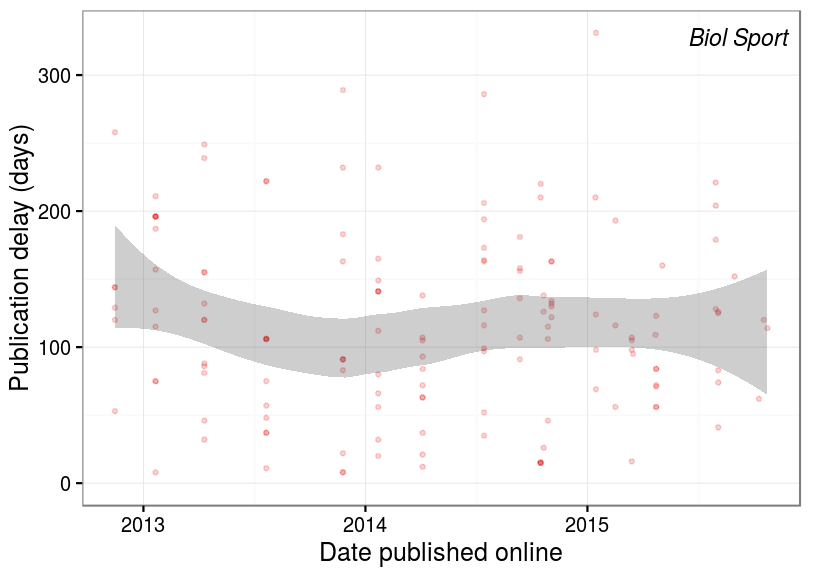 Biol Sport
Publication delay (days)
300
200
100
0
2013 2014 2015
Date published online